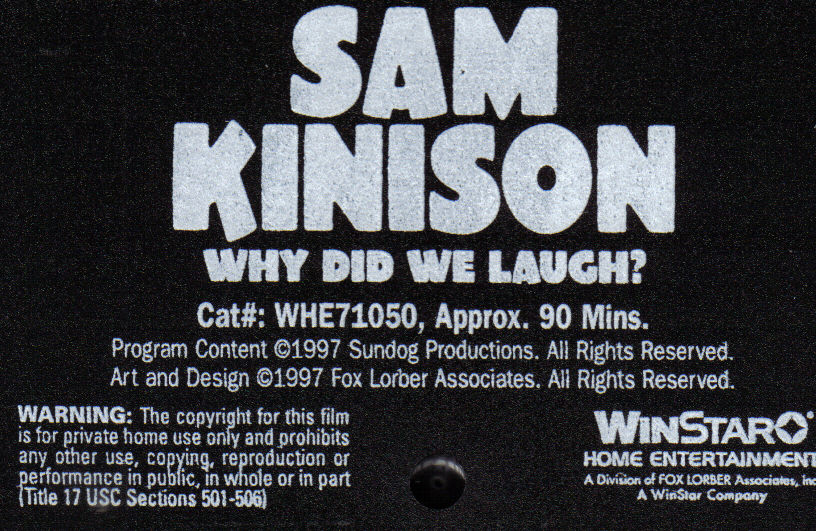 SAM
KINISON
WHY DID WE LAUGH?
Cat#: WHE71050, Approx. 90 Mins.
Program Content ©1997 Sundog Productions. All Rights Reserved.
Art and Design ©1997 Fox Lorber Associates. All Rights Reserved.
WARNING: The copyright for this film
is for private home use only and prohibits
any other use, copying, reproduction or
performance in public, in whole or in part
(Title 17 USC Sections 501-506)
WINSTAR
HOME ENTERTAINMENT
A Division of FOX LORBER Associates, Inc
A WinStar Company